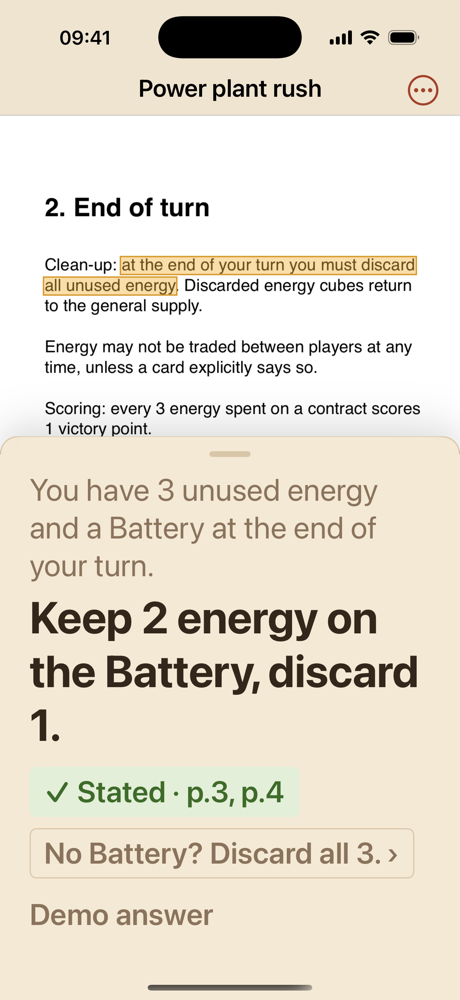 09:41
Power plant rush
2. End of turn
Clean-up: at the end of your turn you must discard
all unused energy. Discarded energy cubes return
to the general supply.
Energy may not be traded between players at any
time, unless a card explicitly says so.
Scoring: every 3 energy spent on a contract scores
1 victory point.
You have 3 unused energy
and a Battery at the end of
your turn.
Keep 2 energy on
the Battery, discard
1.
✓ Stated · p.3, p.4
No Battery? Discard all 3. ›
Demo answer